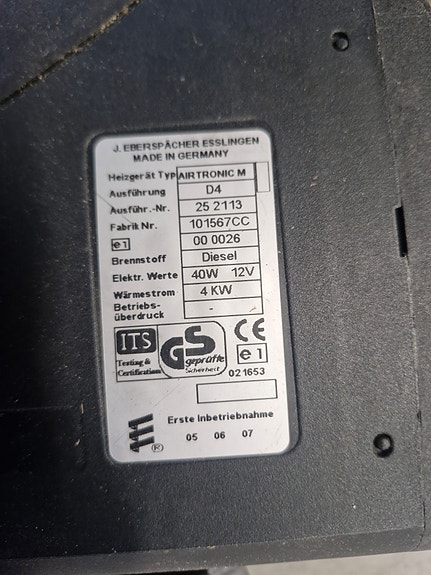 J. EBERSPÄCHER ESSLINGEN
MADE IN GERMANY
Heizgerät Typ AIRTRONIC M
Ausführung D4
Ausführ.-Nr. 25 2113
Fabrik Nr. 101567CC
e1 00 0026
Brennstoff Diesel
Elektr. Werte 40W 12V
Wärmestrom 4 KW
Betriebs-
überdruck -
ITS
Testing &
Certification
GS
geprüfte
Sicherheit
CE
e1
021653
Erste Inbetriebnahme
05 06 07
®